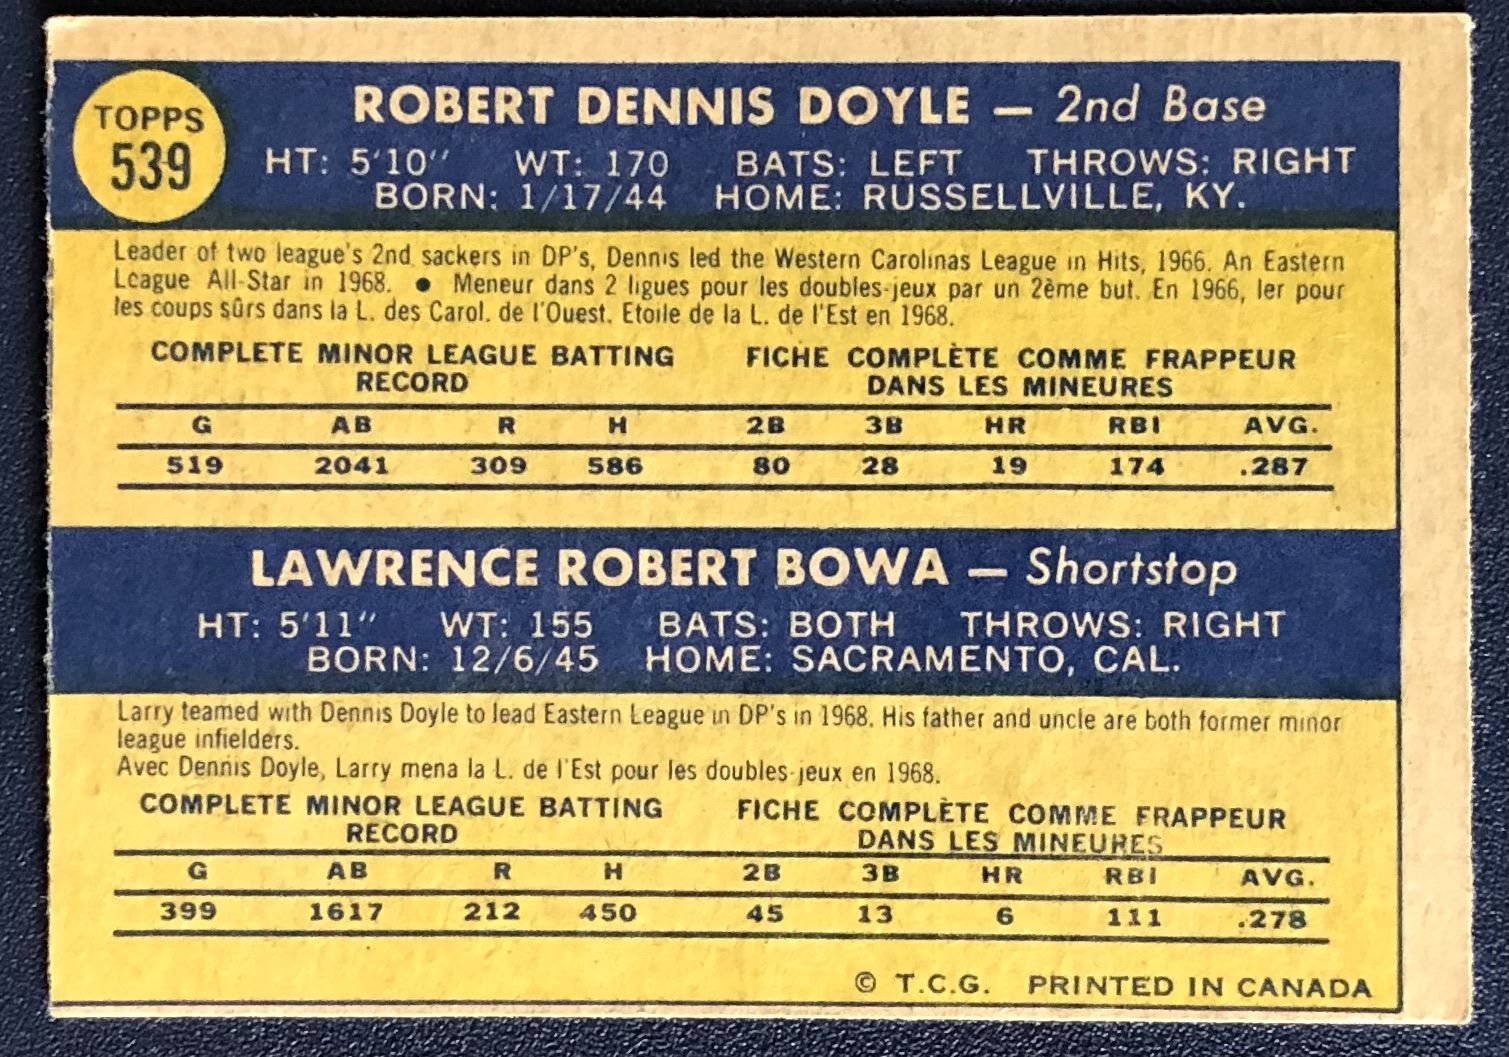 TOPPS
539
ROBERT DENNIS DOYLE — 2nd Base
HT: 5'10" WT: 170 BATS: LEFT THROWS: RIGHT
BORN: 1/17/44 HOME: RUSSELLVILLE, KY.
Leader of two league's 2nd sackers in DP's, Dennis led the Western Carolinas League in Hits, 1966. An Eastern
League All-Star in 1968. ● Meneur dans 2 ligues pour les doubles-jeux par un 2ème but. En 1966, ler pour
les coups sûrs dans la L. des Carol. de l'Ouest. Etoile de la L. de l'Est en 1968.
COMPLETE MINOR LEAGUE BATTING FICHE COMPLÈTE COMME FRAPPEUR
RECORD DANS LES MINEURES
G AB R H 2B 3B HR RBI AVG.
519 2041 309 586 80 28 19 174 .287
LAWRENCE ROBERT BOWA — Shortstop
HT: 5'11" WT: 155 BATS: BOTH THROWS: RIGHT
BORN: 12/6/45 HOME: SACRAMENTO, CAL.
Larry teamed with Dennis Doyle to lead Eastern League in DP's in 1968. His father and uncle are both former minor
league infielders.
Avec Dennis Doyle, Larry mena la L. de l'Est pour les doubles-jeux en 1968.
COMPLETE MINOR LEAGUE BATTING FICHE COMPLÈTE COMME FRAPPEUR
RECORD DANS LES MINEURES
G AB R H 2B 3B HR RBI AVG.
399 1617 212 450 45 13 6 111 .278
© T.C.G. PRINTED IN CANADA